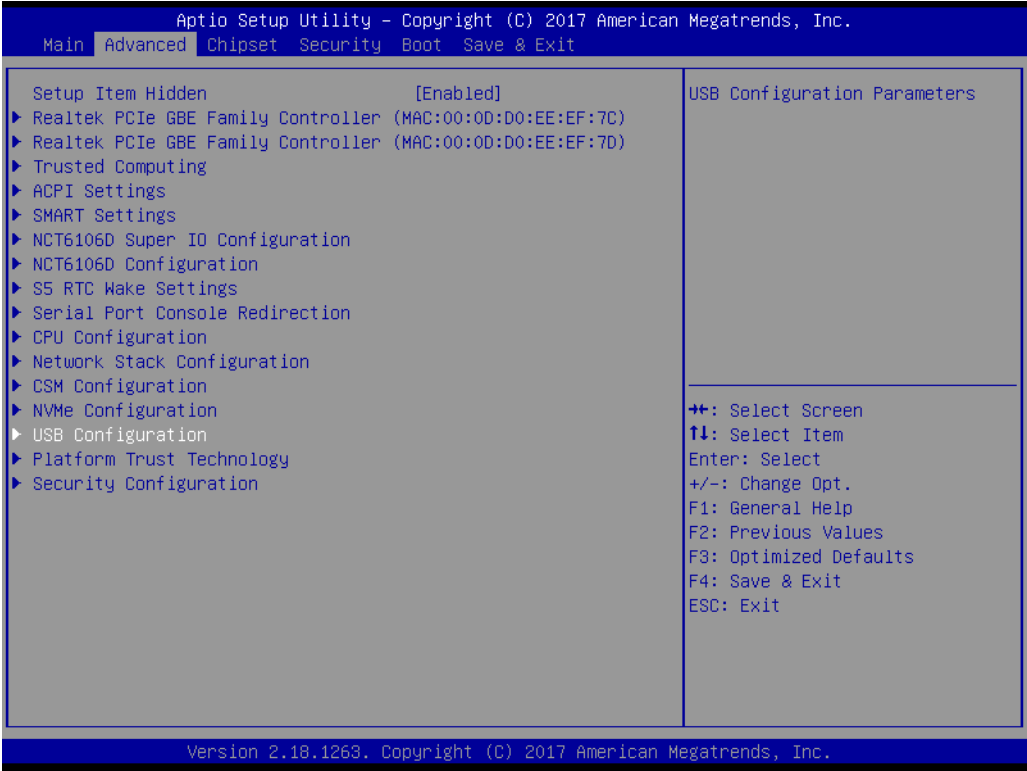 Aptio Setup Utility – Copyright (C) 2017 American Megatrends, Inc.
Main Advanced Chipset Security Boot Save & Exit
Setup Item Hidden [Enabled]
Realtek PCIe GBE Family Controller (MAC:00:0D:D0:EE:EF:7C)
Realtek PCIe GBE Family Controller (MAC:00:0D:D0:EE:EF:7D)
Trusted Computing
ACPI Settings
SMART Settings
NCT6106D Super IO Configuration
NCT6106D Configuration
S5 RTC Wake Settings
Serial Port Console Redirection
CPU Configuration
Network Stack Configuration
CSM Configuration
NVMe Configuration
USB Configuration
Platform Trust Technology
Security Configuration
USB Configuration Parameters
→←: Select Screen
↑↓: Select Item
Enter: Select
+/-: Change Opt.
F1: General Help
F2: Previous Values
F3: Optimized Defaults
F4: Save & Exit
ESC: Exit
Version 2.18.1263. Copyright (C) 2017 American Megatrends, Inc.